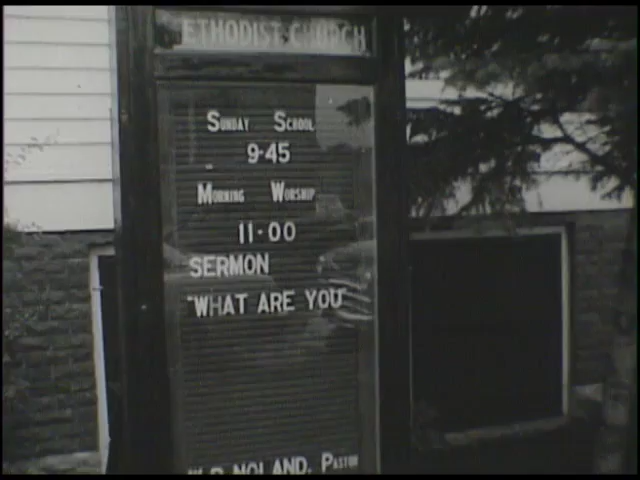 ETHODIST CHURCH
SUNDAY SCHOOL
9-45
MORNING WORSHIP
11-00
SERMON
"WHAT ARE YOU"
NOLAND, PASTOR